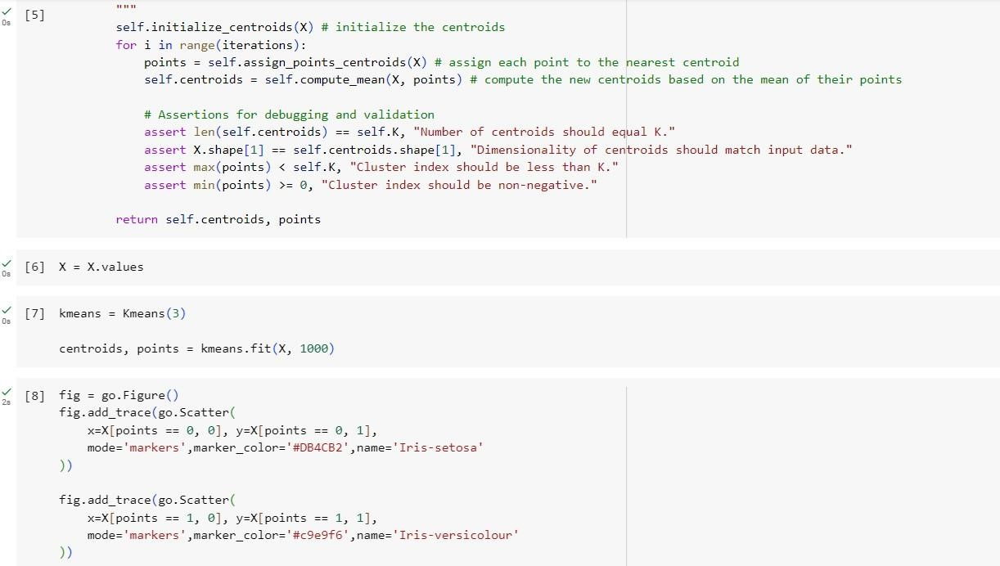 [5] """
self.initialize_centroids(X) # initialize the centroids
for i in range(iterations):
points = self.assign_points_centroids(X) # assign each point to the nearest centroid
self.centroids = self.compute_mean(X, points) # compute the new centroids based on the mean of their points
# Assertions for debugging and validation
assert len(self.centroids) == self.K, "Number of centroids should equal K."
assert X.shape[1] == self.centroids.shape[1], "Dimensionality of centroids should match input data."
assert max(points) < self.K, "Cluster index should be less than K."
assert min(points) >= 0, "Cluster index should be non-negative."
return self.centroids, points
0s
[6] X = X.values
0s
[7] kmeans = Kmeans(3)
0s
centroids, points = kmeans.fit(X, 1000)
[8] fig = go.Figure()
2s
fig.add_trace(go.Scatter(
x=X[points == 0, 0], y=X[points == 0, 1],
mode='markers',marker_color='#DB4CB2',name='Iris-setosa'
))
fig.add_trace(go.Scatter(
x=X[points == 1, 0], y=X[points == 1, 1],
mode='markers',marker_color='#c9e9f6',name='Iris-versicolour'
))